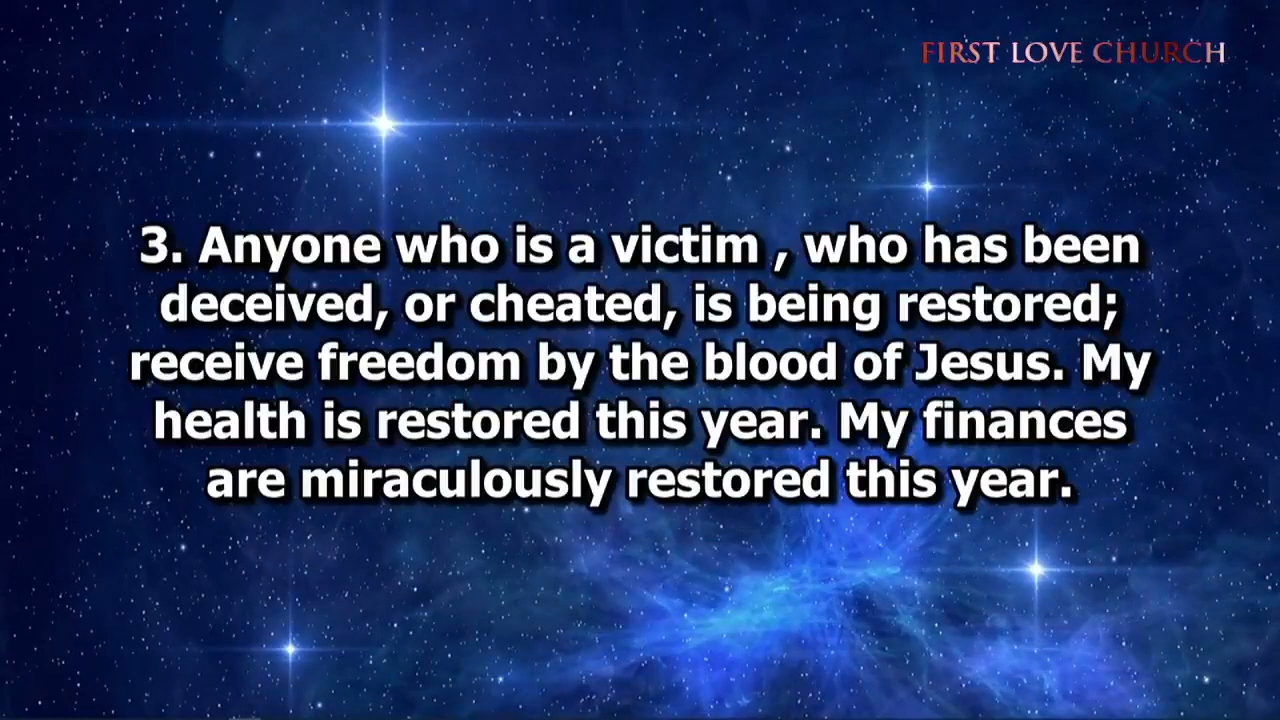 FIRST LOVE CHURCH
3. Anyone who is a victim , who has been
deceived, or cheated, is being restored;
receive freedom by the blood of Jesus. My
health is restored this year. My finances
are miraculously restored this year.